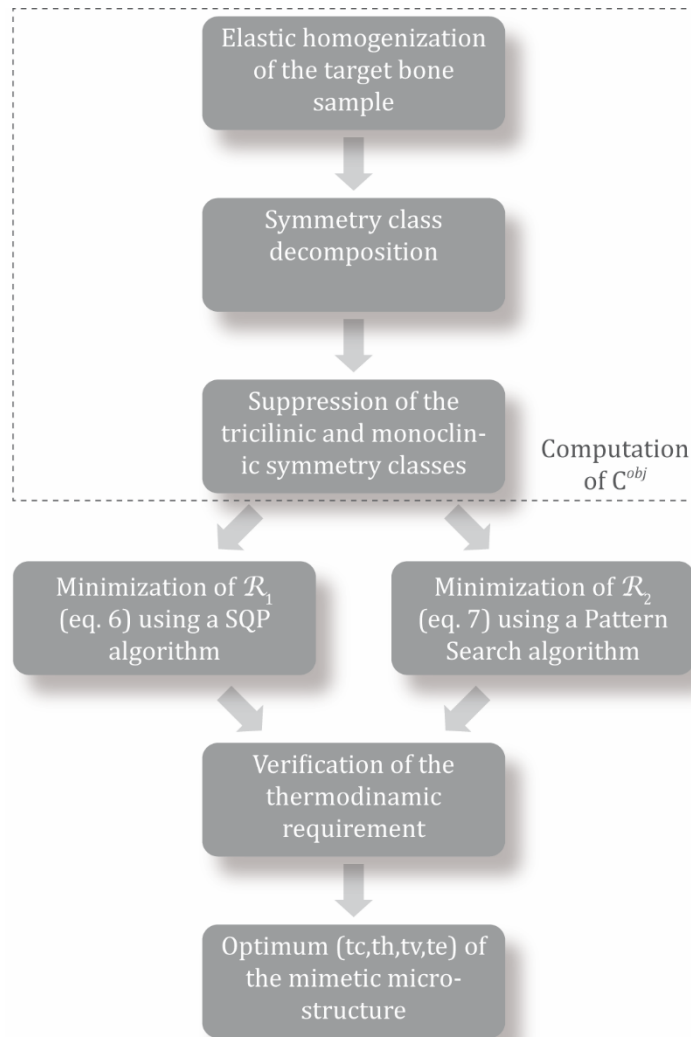 Elastic homogenization
of the target bone
sample
Symmetry class
decomposition
Suppression of the
tricilinic and monoclin-
ic symmetry classes
Computation
of C^obj
Minimization of ℛ₁
(eq. 6) using a SQP
algorithm
Minimization of ℛ₂
(eq. 7) using a Pattern
Search algorithm
Verification of the
thermodinamic
requirement
Optimum (tc,th,tv,te) of
the mimetic micro-
structure